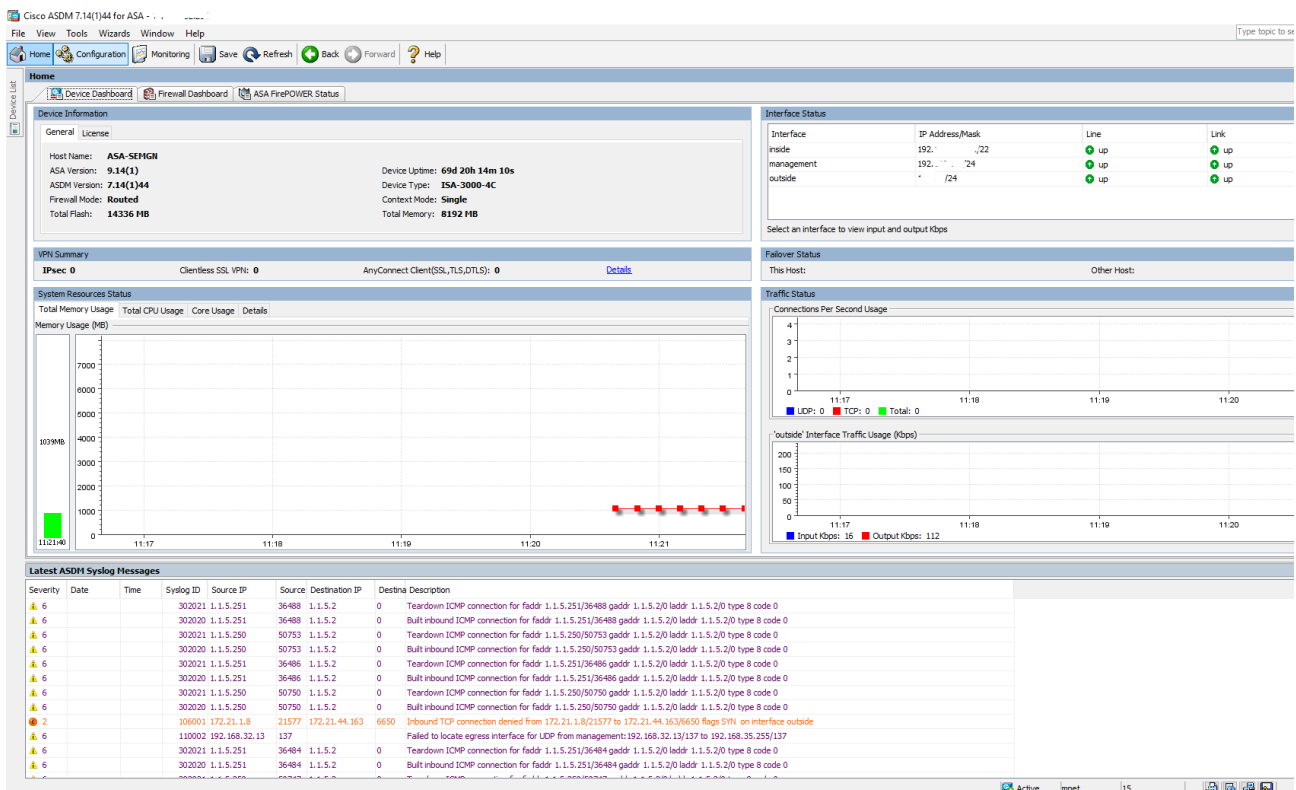 Cisco ASDM 7.14(1)44 for ASA -
File View Tools Wizards Window Help
Type topic to se
Home Configuration Monitoring Save Refresh Back Forward Help
Device List
Home
Device Dashboard Firewall Dashboard ASA FirePOWER Status
Device Information
General License
Host Name: ASA-SEMGN
ASA Version: 9.14(1) Device Uptime: 69d 20h 14m 10s
ASDM Version: 7.14(1)44 Device Type: ISA-3000-4C
Firewall Mode: Routed Context Mode: Single
Total Flash: 14336 MB Total Memory: 8192 MB
Interface Status
Interface IP Address/Mask Line Link
inside 192. /22 up up
management 192. /24 up up
outside /24 up up
Select an interface to view input and output Kbps
VPN Summary
IPsec 0 Clientless SSL VPN: 0 AnyConnect Client(SSL,TLS,DTLS): 0 Details
Failover Status
This Host: Other Host:
System Resources Status
Total Memory Usage Total CPU Usage Core Usage Details
Memory Usage (MB)
7000
6000
5000
1039MB 4000
3000
2000
1000
0
11:21:40 11:17 11:18 11:19 11:20 11:21
Traffic Status
Connections Per Second Usage
4
3
2
1
0
11:17 11:18 11:19 11:20
UDP: 0 TCP: 0 Total: 0
'outside' Interface Traffic Usage (Kbps)
200
150
100
50
0
11:17 11:18 11:19 11:20
Input Kbps: 16 Output Kbps: 112
Latest ASDM Syslog Messages
Severity Date Time Syslog ID Source IP Source Destination IP Destina Description
6 302021 1.1.5.251 36488 1.1.5.2 0 Teardown ICMP connection for faddr 1.1.5.251/36488 gaddr 1.1.5.2/0 laddr 1.1.5.2/0 type 8 code 0
6 302020 1.1.5.251 36488 1.1.5.2 0 Built inbound ICMP connection for faddr 1.1.5.251/36488 gaddr 1.1.5.2/0 laddr 1.1.5.2/0 type 8 code 0
6 302021 1.1.5.250 50753 1.1.5.2 0 Teardown ICMP connection for faddr 1.1.5.250/50753 gaddr 1.1.5.2/0 laddr 1.1.5.2/0 type 8 code 0
6 302020 1.1.5.250 50753 1.1.5.2 0 Built inbound ICMP connection for faddr 1.1.5.250/50753 gaddr 1.1.5.2/0 laddr 1.1.5.2/0 type 8 code 0
6 302021 1.1.5.251 36486 1.1.5.2 0 Teardown ICMP connection for faddr 1.1.5.251/36486 gaddr 1.1.5.2/0 laddr 1.1.5.2/0 type 8 code 0
6 302020 1.1.5.251 36486 1.1.5.2 0 Built inbound ICMP connection for faddr 1.1.5.251/36486 gaddr 1.1.5.2/0 laddr 1.1.5.2/0 type 8 code 0
6 302021 1.1.5.250 50750 1.1.5.2 0 Teardown ICMP connection for faddr 1.1.5.250/50750 gaddr 1.1.5.2/0 laddr 1.1.5.2/0 type 8 code 0
6 302020 1.1.5.250 50750 1.1.5.2 0 Built inbound ICMP connection for faddr 1.1.5.250/50750 gaddr 1.1.5.2/0 laddr 1.1.5.2/0 type 8 code 0
2 106001 172.21.1.8 21577 172.21.44.163 6650 Inbound TCP connection denied from 172.21.1.8/21577 to 172.21.44.163/6650 flags SYN on interface outside
6 110002 192.168.32.13 137 Failed to locate egress interface for UDP from management:192.168.32.13/137 to 192.168.35.255/137
6 302021 1.1.5.251 36484 1.1.5.2 0 Teardown ICMP connection for faddr 1.1.5.251/36484 gaddr 1.1.5.2/0 laddr 1.1.5.2/0 type 8 code 0
6 302020 1.1.5.251 36484 1.1.5.2 0 Built inbound ICMP connection for faddr 1.1.5.251/36484 gaddr 1.1.5.2/0 laddr 1.1.5.2/0 type 8 code 0
Active mnet 15